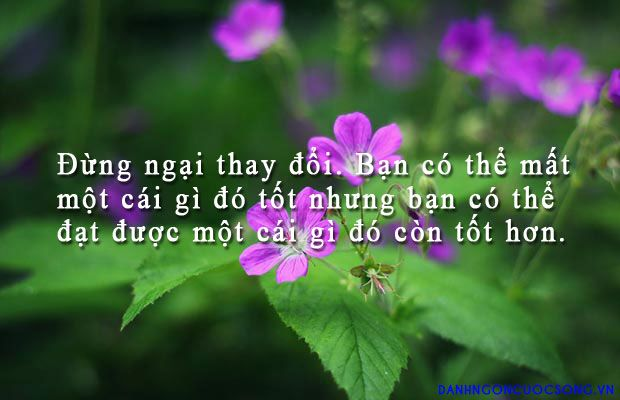 Đừng ngại thay đổi. Bạn có thể mất
một cái gì đó tốt nhưng bạn có thể
đạt được một cái gì đó còn tốt hơn.
DANHNGONCUOCSONG.VN